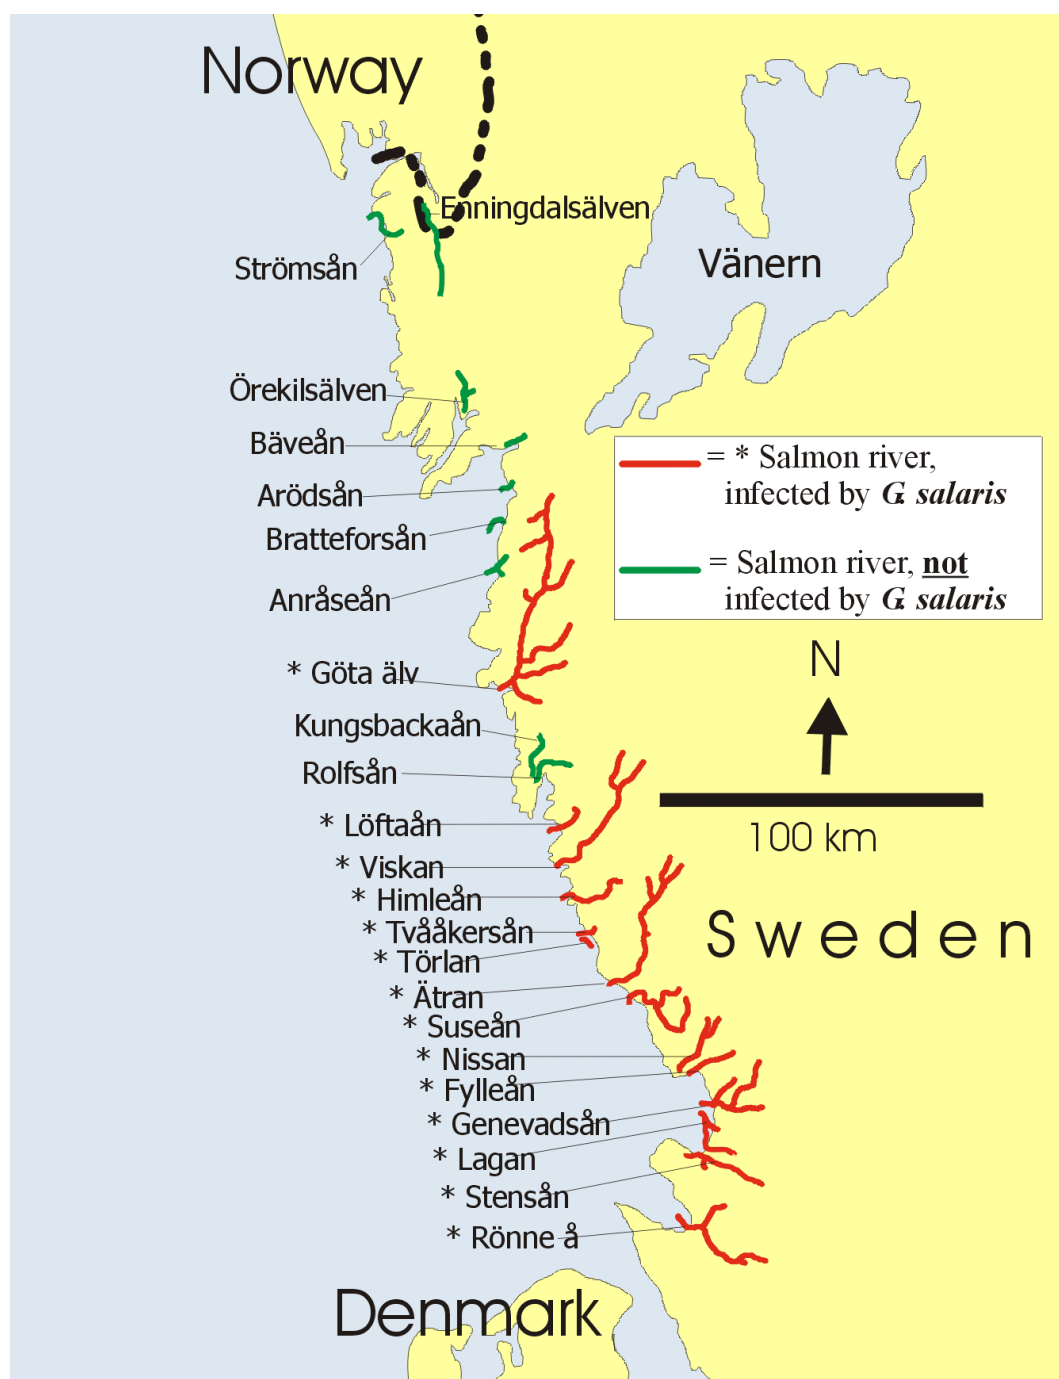 Norway
Enningdalsälven
Strömsån
Vänern
Örekilsälven
Bäveån
Arödsån
Bratteforsån
Anråseån
= * Salmon river,
infected by G. salaris
= Salmon river, not
infected by G. salaris
N
* Göta älv
Kungsbackaån
Rolfsån
100 km
* Löftaån
* Viskan
* Himleån
Sweden
* Tvååkersån
* Törlan
* Ätran
* Suseån
* Nissan
* Fylleån
* Genevadsån
* Lagan
* Stensån
* Rönne å
Denmark